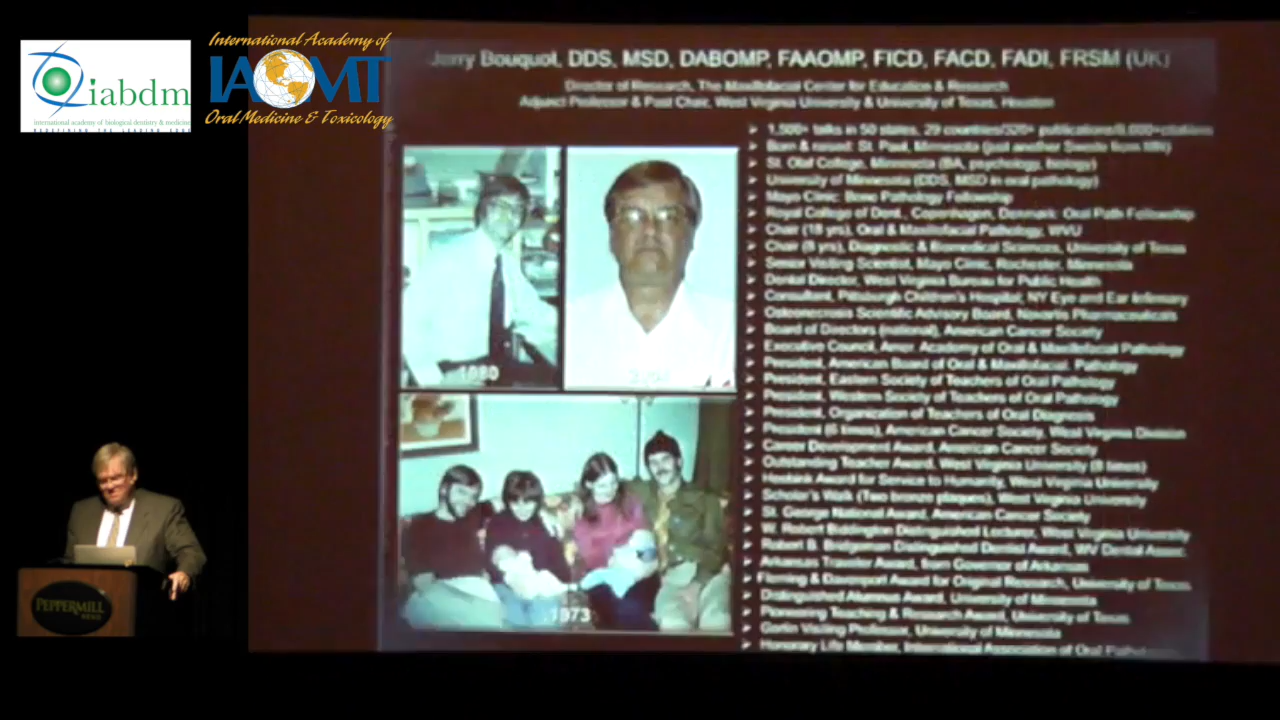 International Academy of
IAOMT
Oral Medicine & Toxicology
iabdm
international academy of biological dentistry & medicine
REDEFINING THE LEADING EDGE
Jerry Bouquot, DDS, MSD, DABOMP, FAAOMP, FICD, FACD, FADI, FRSM (UK)
Director of Research, The Maxillofacial Center for Education & Research
Adjunct Professor & Past Chair, West Virginia University & University of Texas, Houston
1,500+ talks in 50 states, 29 countries/320+ publications/8,000+citations
Born & raised: St. Paul, Minnesota (just another Swede from MN)
St. Olaf College, Minnesota (BA, psychology, biology)
University of Minnesota (DDS, MSD in oral pathology)
Mayo Clinic: Bone Pathology Fellowship
Royal College of Dent., Copenhagen, Denmark: Oral Path Fellowship
Chair (18 yrs), Oral & Maxillofacial Pathology, WVU
Chair (8 yrs), Diagnostic & Biomedical Sciences, University of Texas
Senior Visiting Scientist, Mayo Clinic, Rochester, Minnesota
Dental Director, West Virginia Bureau for Public Health
Consultant, Pittsburgh Children's Hospital; NY Eye and Ear Infirmary
Osteonecrosis Scientific Advisory Board, Novartis Pharmaceuticals
Board of Directors (national), American Cancer Society
Executive Council, Amer. Academy of Oral & Maxillofacial Pathology
President, American Board of Oral & Maxillofacial. Pathology
President, Eastern Society of Teachers of Oral Pathology
President, Western Society of Teachers of Oral Pathology
President, Organization of Teachers of Oral Diagnosis
President (6 times), American Cancer Society, West Virginia Division
Career Development Award, American Cancer Society
Outstanding Teacher Award, West Virginia University (8 times)
Award for Service to Humanity, West Virginia University
Scholar's Walk (Two bronze plaques), West Virginia University
St. George National Award, American Cancer Society
W. Robert Biddington Distinguished Lecturer, West Virginia University
Robert B. Bridgeman Distinguished Dentist Award, WV Dental Assoc.
Arkansas Traveler Award, from Governor of Arkansas
Fleming & Davenport Award for Original Research, University of Texas
Distinguished Alumnus Award, University of Minnesota
Pioneering Teaching & Research Award, University of Texas
Gorlin Visiting Professor, University of Minnesota
Honorary Life Member, International Association of Oral
1980
1973
PEPPERMILL
RENO